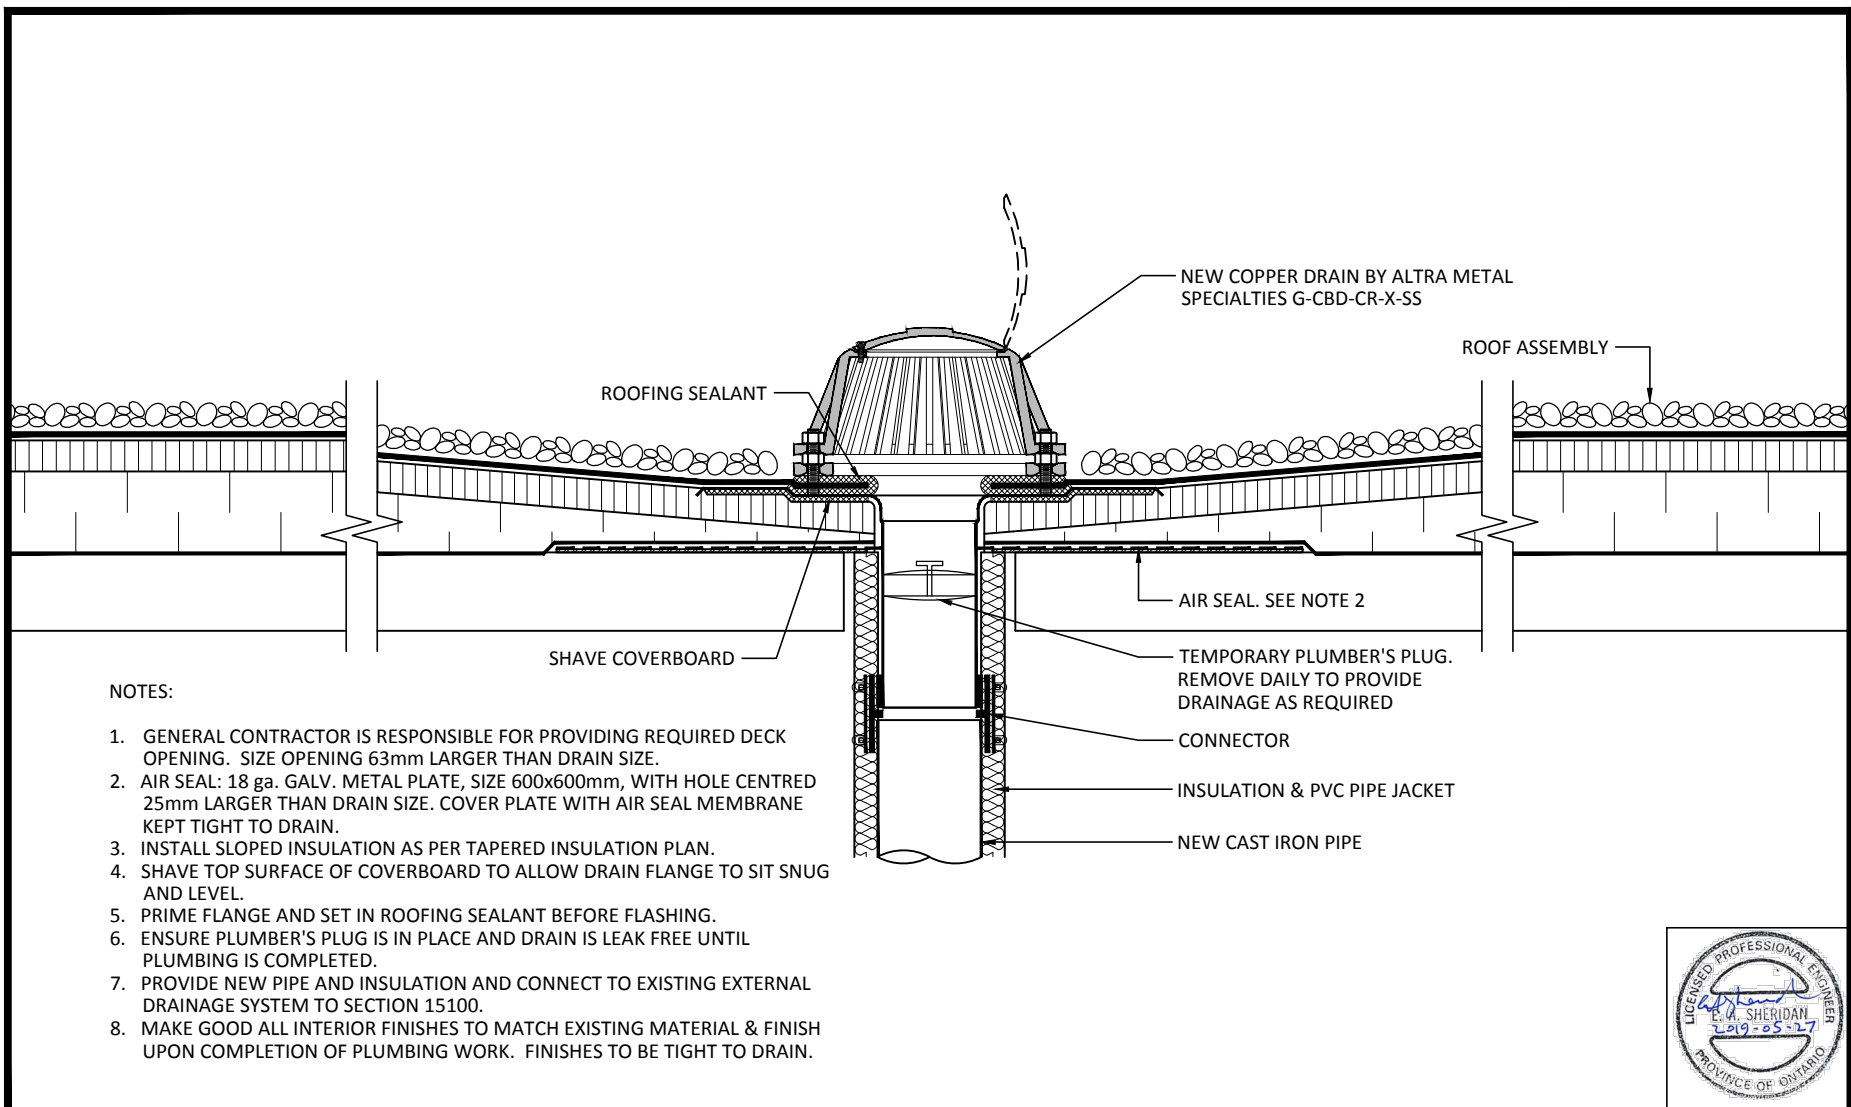 NEW COPPER DRAIN BY ALTRA METAL
SPECIALTIES G-CBD-CR-X-SS
ROOF ASSEMBLY
ROOFING SEALANT
AIR SEAL. SEE NOTE 2
SHAVE COVERBOARD
TEMPORARY PLUMBER'S PLUG.
REMOVE DAILY TO PROVIDE
DRAINAGE AS REQUIRED
CONNECTOR
INSULATION & PVC PIPE JACKET
NEW CAST IRON PIPE
NOTES:
1. GENERAL CONTRACTOR IS RESPONSIBLE FOR PROVIDING REQUIRED DECK
OPENING. SIZE OPENING 63mm LARGER THAN DRAIN SIZE.
2. AIR SEAL: 18 ga. GALV. METAL PLATE, SIZE 600x600mm, WITH HOLE CENTRED
25mm LARGER THAN DRAIN SIZE. COVER PLATE WITH AIR SEAL MEMBRANE
KEPT TIGHT TO DRAIN.
3. INSTALL SLOPED INSULATION AS PER TAPERED INSULATION PLAN.
4. SHAVE TOP SURFACE OF COVERBOARD TO ALLOW DRAIN FLANGE TO SIT SNUG
AND LEVEL.
5. PRIME FLANGE AND SET IN ROOFING SEALANT BEFORE FLASHING.
6. ENSURE PLUMBER'S PLUG IS IN PLACE AND DRAIN IS LEAK FREE UNTIL
PLUMBING IS COMPLETED.
7. PROVIDE NEW PIPE AND INSULATION AND CONNECT TO EXISTING EXTERNAL
DRAINAGE SYSTEM TO SECTION 15100.
8. MAKE GOOD ALL INTERIOR FINISHES TO MATCH EXISTING MATERIAL & FINISH
UPON COMPLETION OF PLUMBING WORK. FINISHES TO BE TIGHT TO DRAIN.
LICENSED PROFESSIONAL ENGINEER
E. A. SHERIDAN
2019-05-27
PROVINCE OF ONTARIO